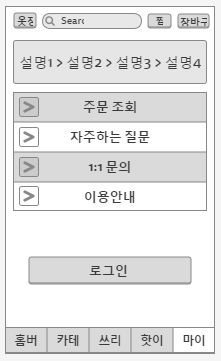 옷장 Search 찜 장바구
설명1 > 설명2 > 설명3 > 설명4
> 주문 조회
> 자주하는 질문
> 1:1 문의
> 이용안내
로그인
홈버 카테 쓰리 핫이 마이